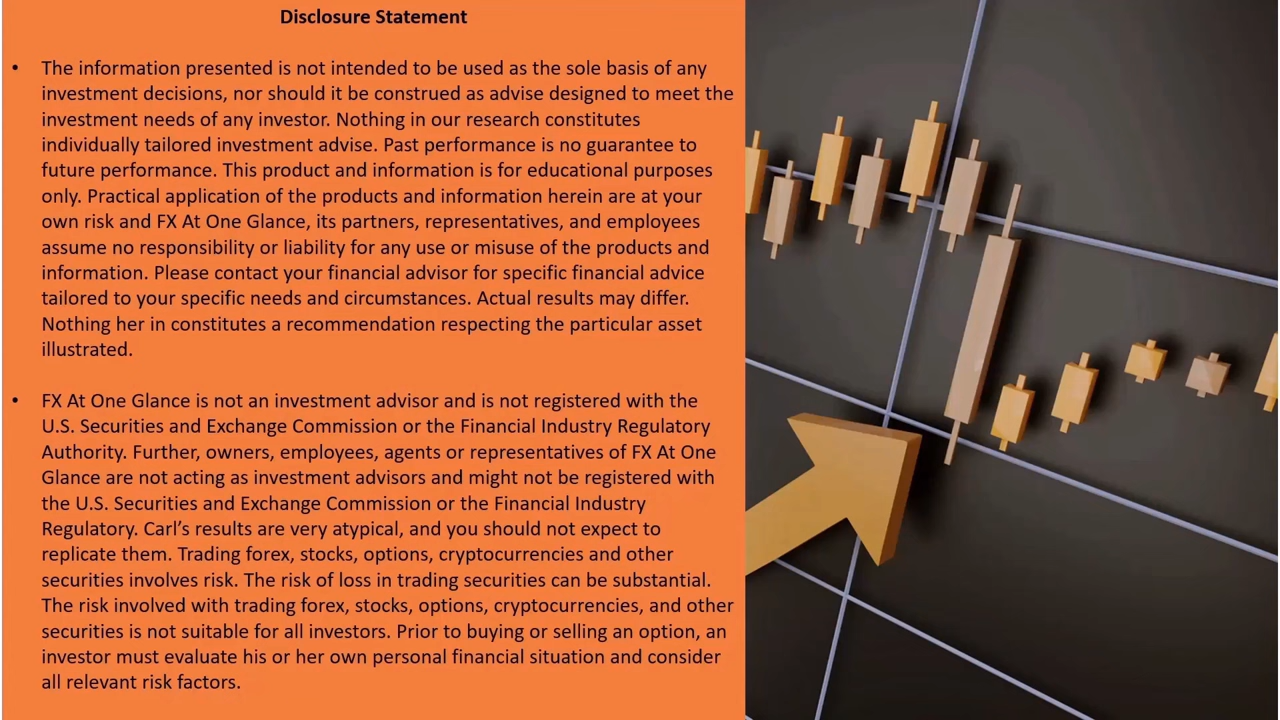 Disclosure Statement
• The information presented is not intended to be used as the sole basis of any
investment decisions, nor should it be construed as advise designed to meet the
investment needs of any investor. Nothing in our research constitutes
individually tailored investment advise. Past performance is no guarantee to
future performance. This product and information is for educational purposes
only. Practical application of the products and information herein are at your
own risk and FX At One Glance, its partners, representatives, and employees
assume no responsibility or liability for any use or misuse of the products and
information. Please contact your financial advisor for specific financial advice
tailored to your specific needs and circumstances. Actual results may differ.
Nothing her in constitutes a recommendation respecting the particular asset
illustrated.
• FX At One Glance is not an investment advisor and is not registered with the
U.S. Securities and Exchange Commission or the Financial Industry Regulatory
Authority. Further, owners, employees, agents or representatives of FX At One
Glance are not acting as investment advisors and might not be registered with
the U.S. Securities and Exchange Commission or the Financial Industry
Regulatory. Carl’s results are very atypical, and you should not expect to
replicate them. Trading forex, stocks, options, cryptocurrencies and other
securities involves risk. The risk of loss in trading securities can be substantial.
The risk involved with trading forex, stocks, options, cryptocurrencies, and other
securities is not suitable for all investors. Prior to buying or selling an option, an
investor must evaluate his or her own personal financial situation and consider
all relevant risk factors.